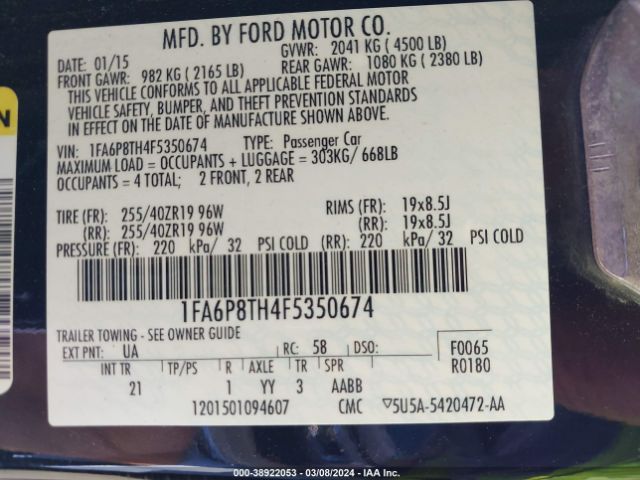 MFD. BY FORD MOTOR CO.
DATE: 01/15 GVWR: 2041 KG ( 4500 LB)
FRONT GAWR: 982 KG ( 2165 LB) REAR GAWR: 1080 KG ( 2380 LB)
THIS VEHICLE CONFORMS TO ALL APPLICABLE FEDERAL MOTOR
VEHICLE SAFETY, BUMPER, AND THEFT PREVENTION STANDARDS
IN EFFECT ON THE DATE OF MANUFACTURE SHOWN ABOVE.
VIN: 1FA6P8TH4F5350674 TYPE: Passenger Car
MAXIMUM LOAD = OCCUPANTS + LUGGAGE = 303KG/ 668LB
OCCUPANTS = 4 TOTAL; 2 FRONT, 2 REAR
TIRE (FR): 255/40ZR19 96W RIMS (FR): 19x8.5J
(RR): 255/40ZR19 96W (RR): 19x8.5J
PRESSURE (FR): 220 kPa/ 32 PSI COLD (RR): 220 kPa/ 32 PSI COLD
1FA6P8TH4F5350674
TRAILER TOWING - SEE OWNER GUIDE
EXT PNT: UA RC: 58 DSO: F0065
INT TR TP/PS R AXLE TR SPR R0180
21 1 YY 3 AABB
1201501094607 CMC ▽5U5A-5420472-AA
N
000-38922053 - 03/08/2024 - IAA Inc.